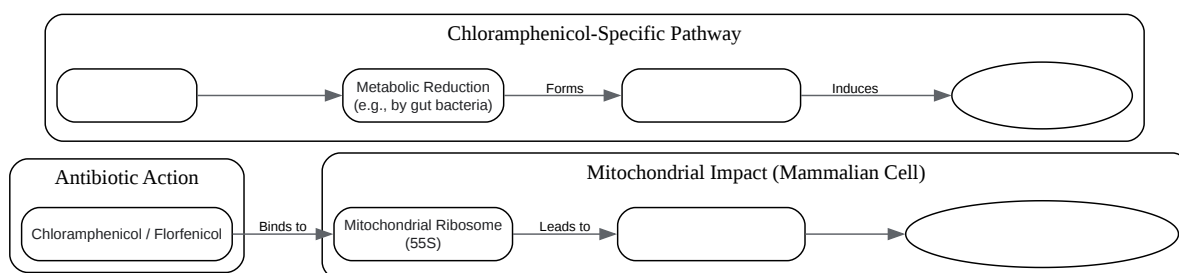 Chloramphenicol-Specific Pathway
Metabolic Reduction
(e.g., by gut bacteria)
Forms
Induces
Antibiotic Action
Chloramphenicol / Florfenicol
Binds to
Mitochondrial Impact (Mammalian Cell)
Mitochondrial Ribosome
(55S)
Leads to